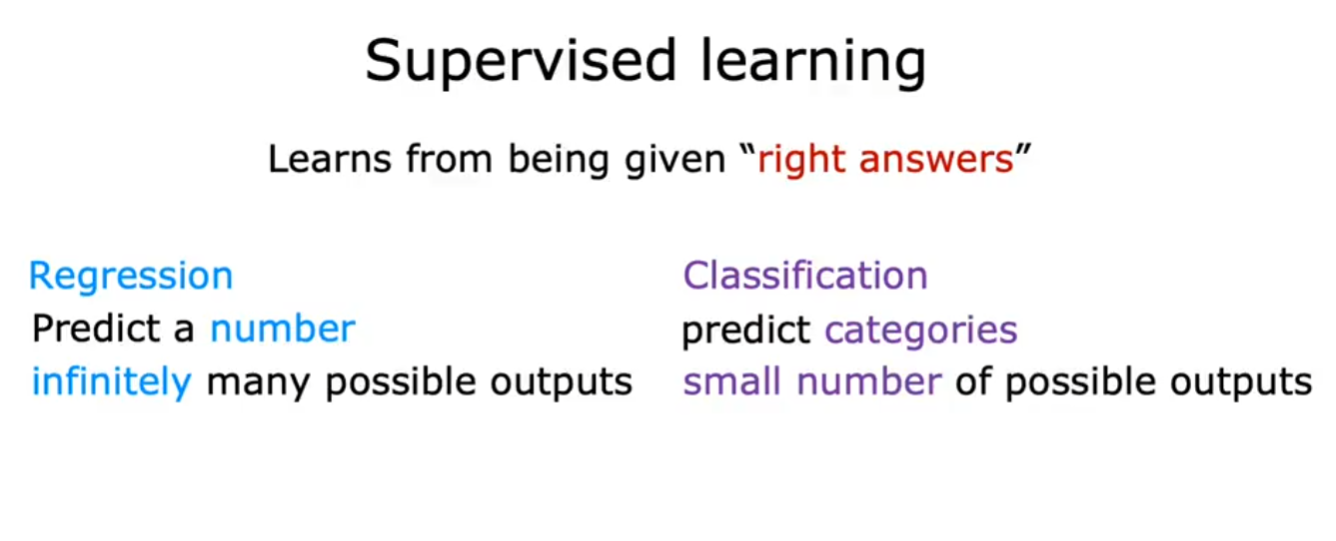 Supervised learning
Learns from being given “right answers”
Regression
Predict a number
infinitely many possible outputs
Classification
predict categories
small number of possible outputs